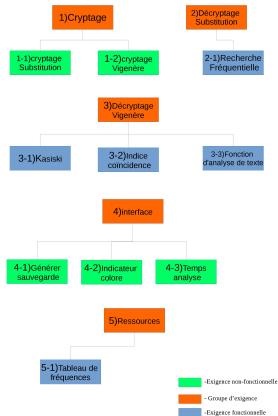 1)Cryptage
2)Décryptage
Substitution
1-1)cryptage
Substitution
1-2)cryptage
Vigenère
2-1)Recherche
Fréquentielle
3)Décryptage
Vigenère
3-1)Kasiski
3-2)Indice
coïncidence
3-3)Fonction
d'analyse de texte
4)interface
4-1)Générer
sauvegarde
4-2)Indicateur
colore
4-3)Temps
analyse
5)Ressources
5-1)Tableau de
fréquences
-Exigence non-fonctionnelle
- Groupe d'exigence
-Exigence fonctionnelle